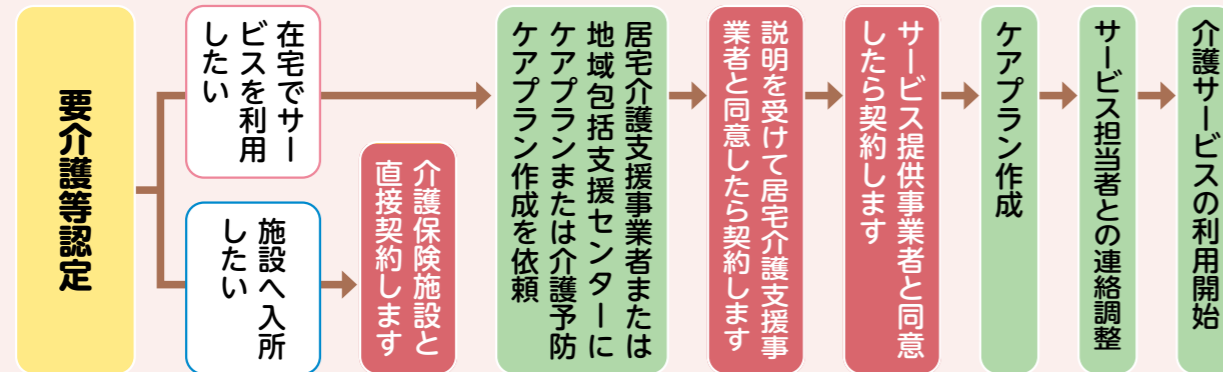 要介護等認定
在宅でサー
ビスを利用
したい
施設へ入所
したい
介護保険施設と
直接契約します
居宅介護支援事業者または
地域包括支援センターに
ケアプランまたは介護予防
ケアプラン作成を依頼
説明を受けて居宅介護支援事
業者と同意したら契約します
サービス提供事業者と同意
したら契約します
ケアプラン作成
サービス担当者との連絡調整
介護サービスの利用開始